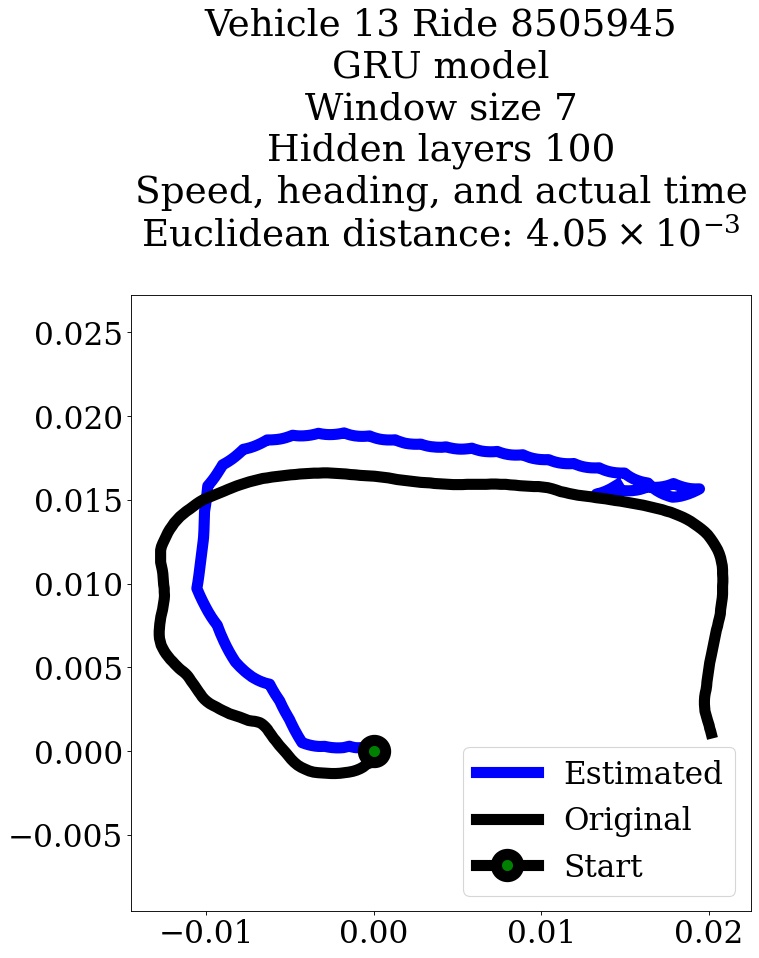 Vehicle 13 Ride 8505945
GRU model
Window size 7
Hidden layers 100
Speed, heading, and actual time
Euclidean distance: 4.05 × 10⁻³
0.025
0.020
0.015
0.010
0.005
0.000
−0.005
−0.01
0.00
0.01
0.02
Estimated
Original
Start